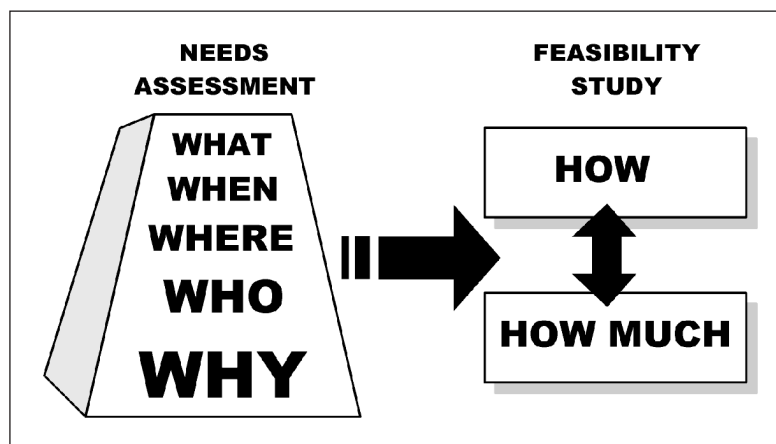 NEEDS
ASSESSMENT
WHAT
WHEN
WHERE
WHO
WHY
FEASIBILITY
STUDY
HOW
HOW MUCH